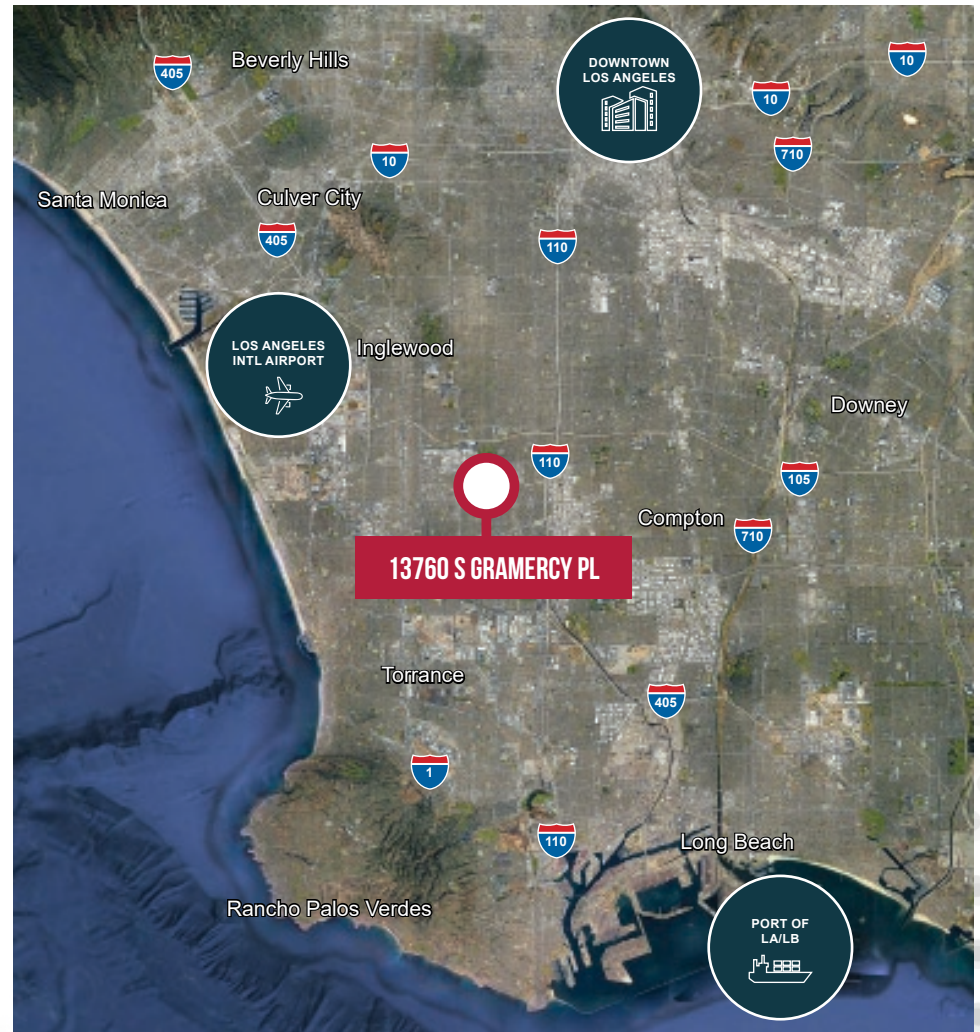 Beverly Hills
405
DOWNTOWN
LOS ANGELES
10
10
710
10
Santa Monica
Culver City
405
110
LOS ANGELES
INTL AIRPORT
Inglewood
Downey
110
105
Compton
710
13760 S GRAMERCY PL
Torrance
405
1
110
Long Beach
Rancho Palos Verdes
PORT OF
LA/LB